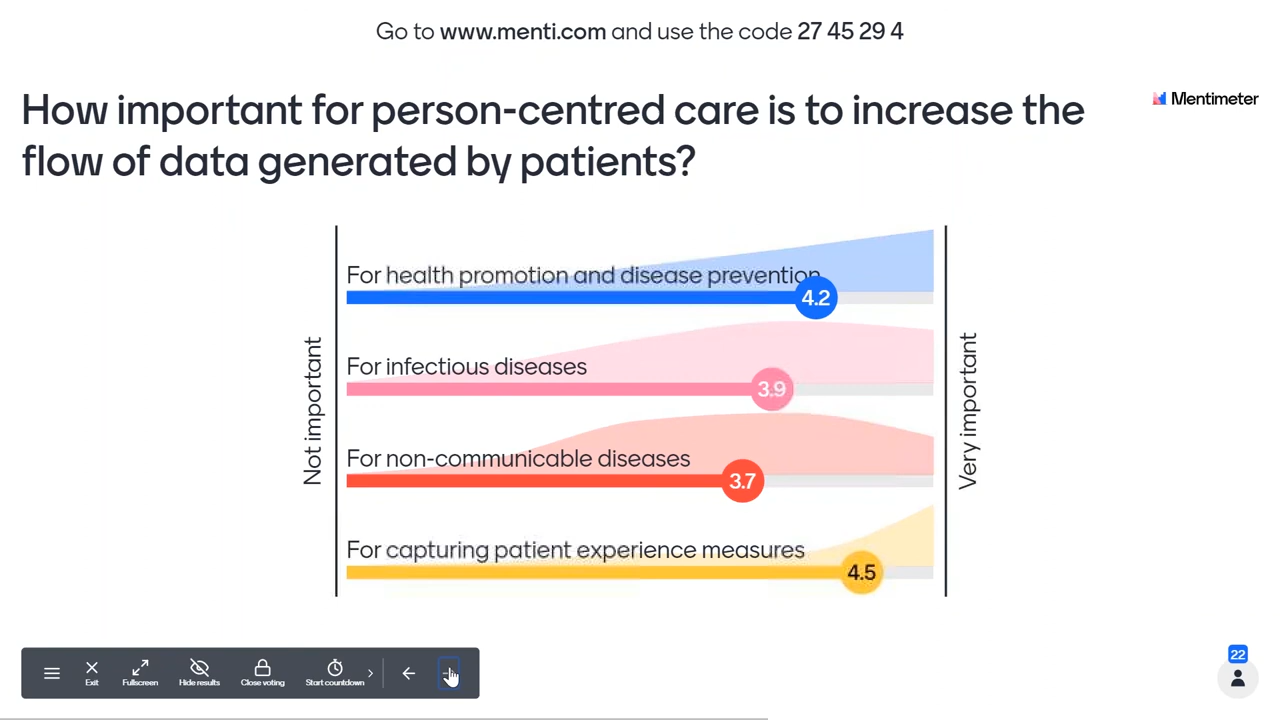 Go to www.menti.com and use the code 27 45 29 4
How important for person-centred care is to increase the
flow of data generated by patients?
Mentimeter
Not important
For health promotion and disease prevention
4.2
For infectious diseases
3.9
For non-communicable diseases
3.7
For capturing patient experience measures
4.5
Very important
Exit
Fullscreen
Hide results
Close voting
Start countdown
22